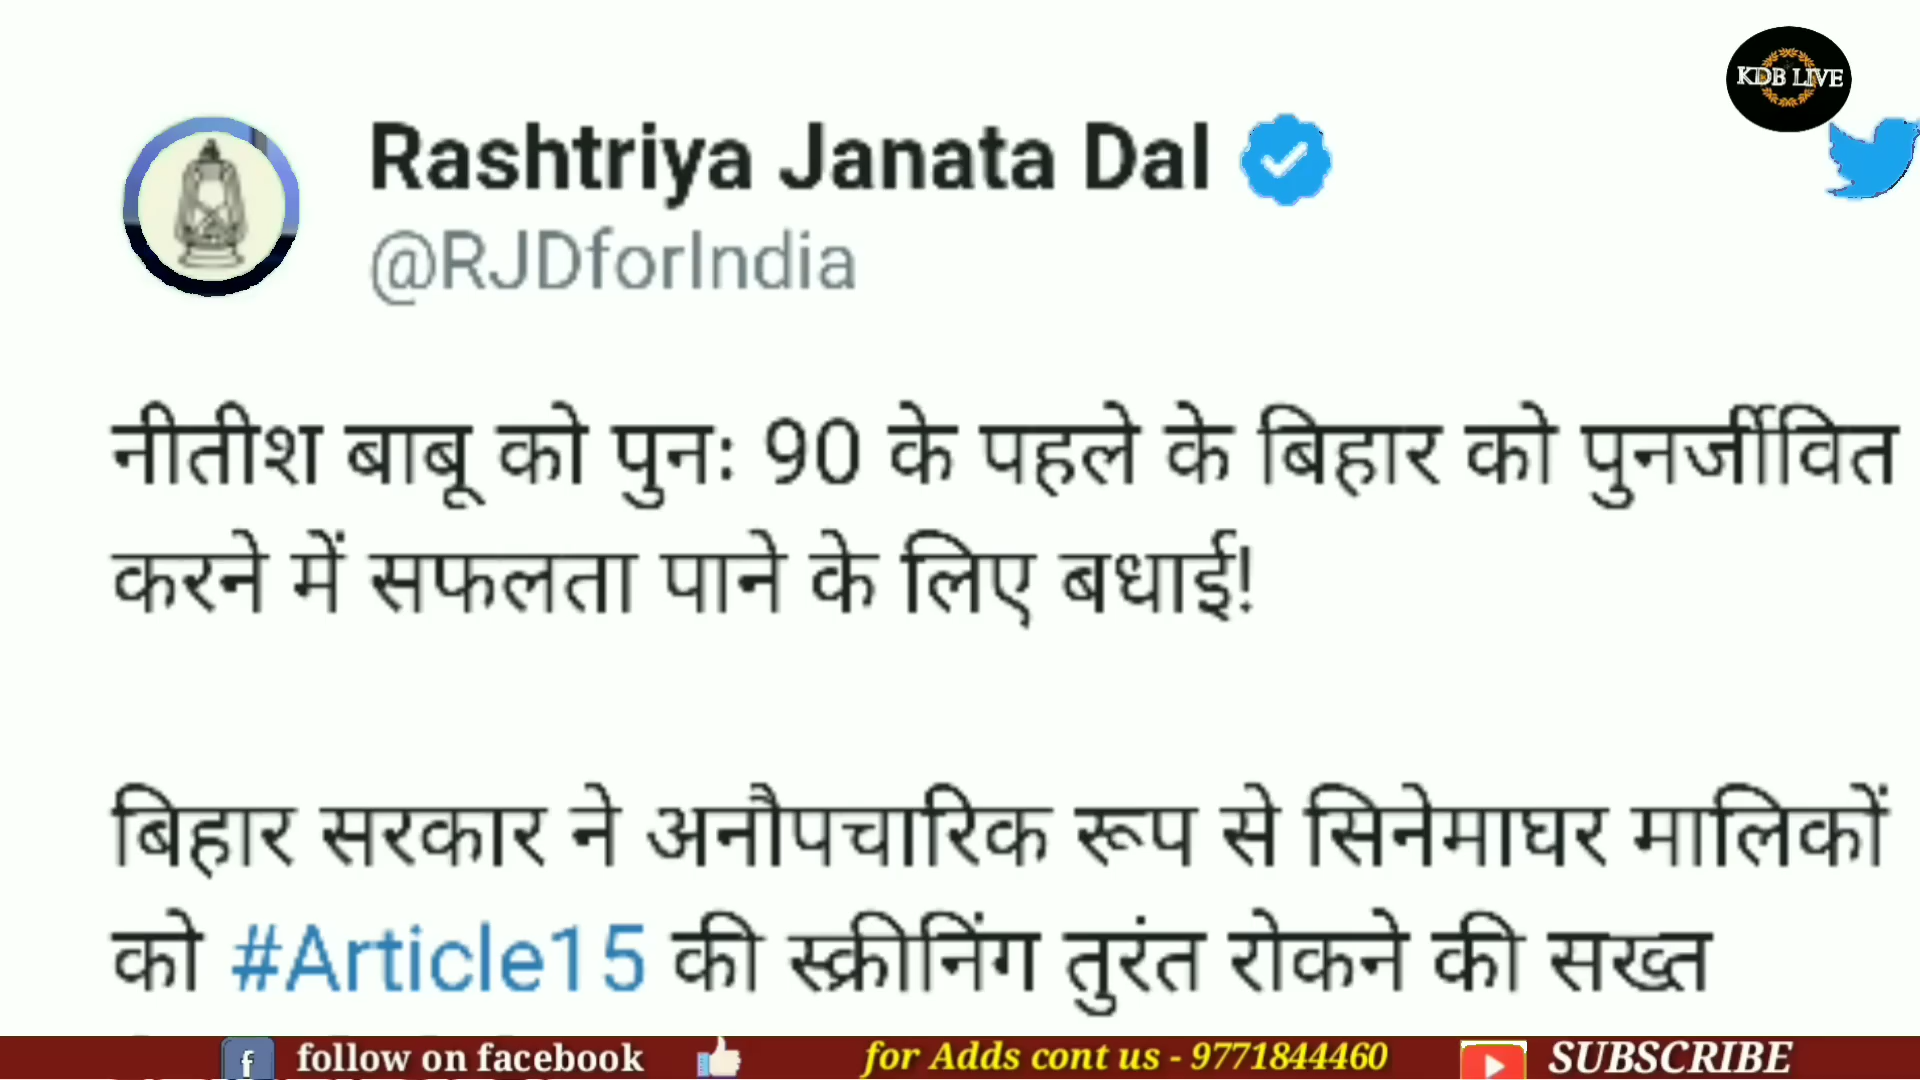 KDB LIVE
Rashtriya Janata Dal
@RJDforIndia
नीतीश बाबू को पुनः 90 के पहले के बिहार को पुनर्जीवित
करने में सफलता पाने के लिए बधाई!
बिहार सरकार ने अनौपचारिक रूप से सिनेमाघर मालिकों
को #Article15 की स्क्रीनिंग तुरंत रोकने की सख्त
f follow on facebook for Adds cont us - 9771844460 SUBSCRIBE